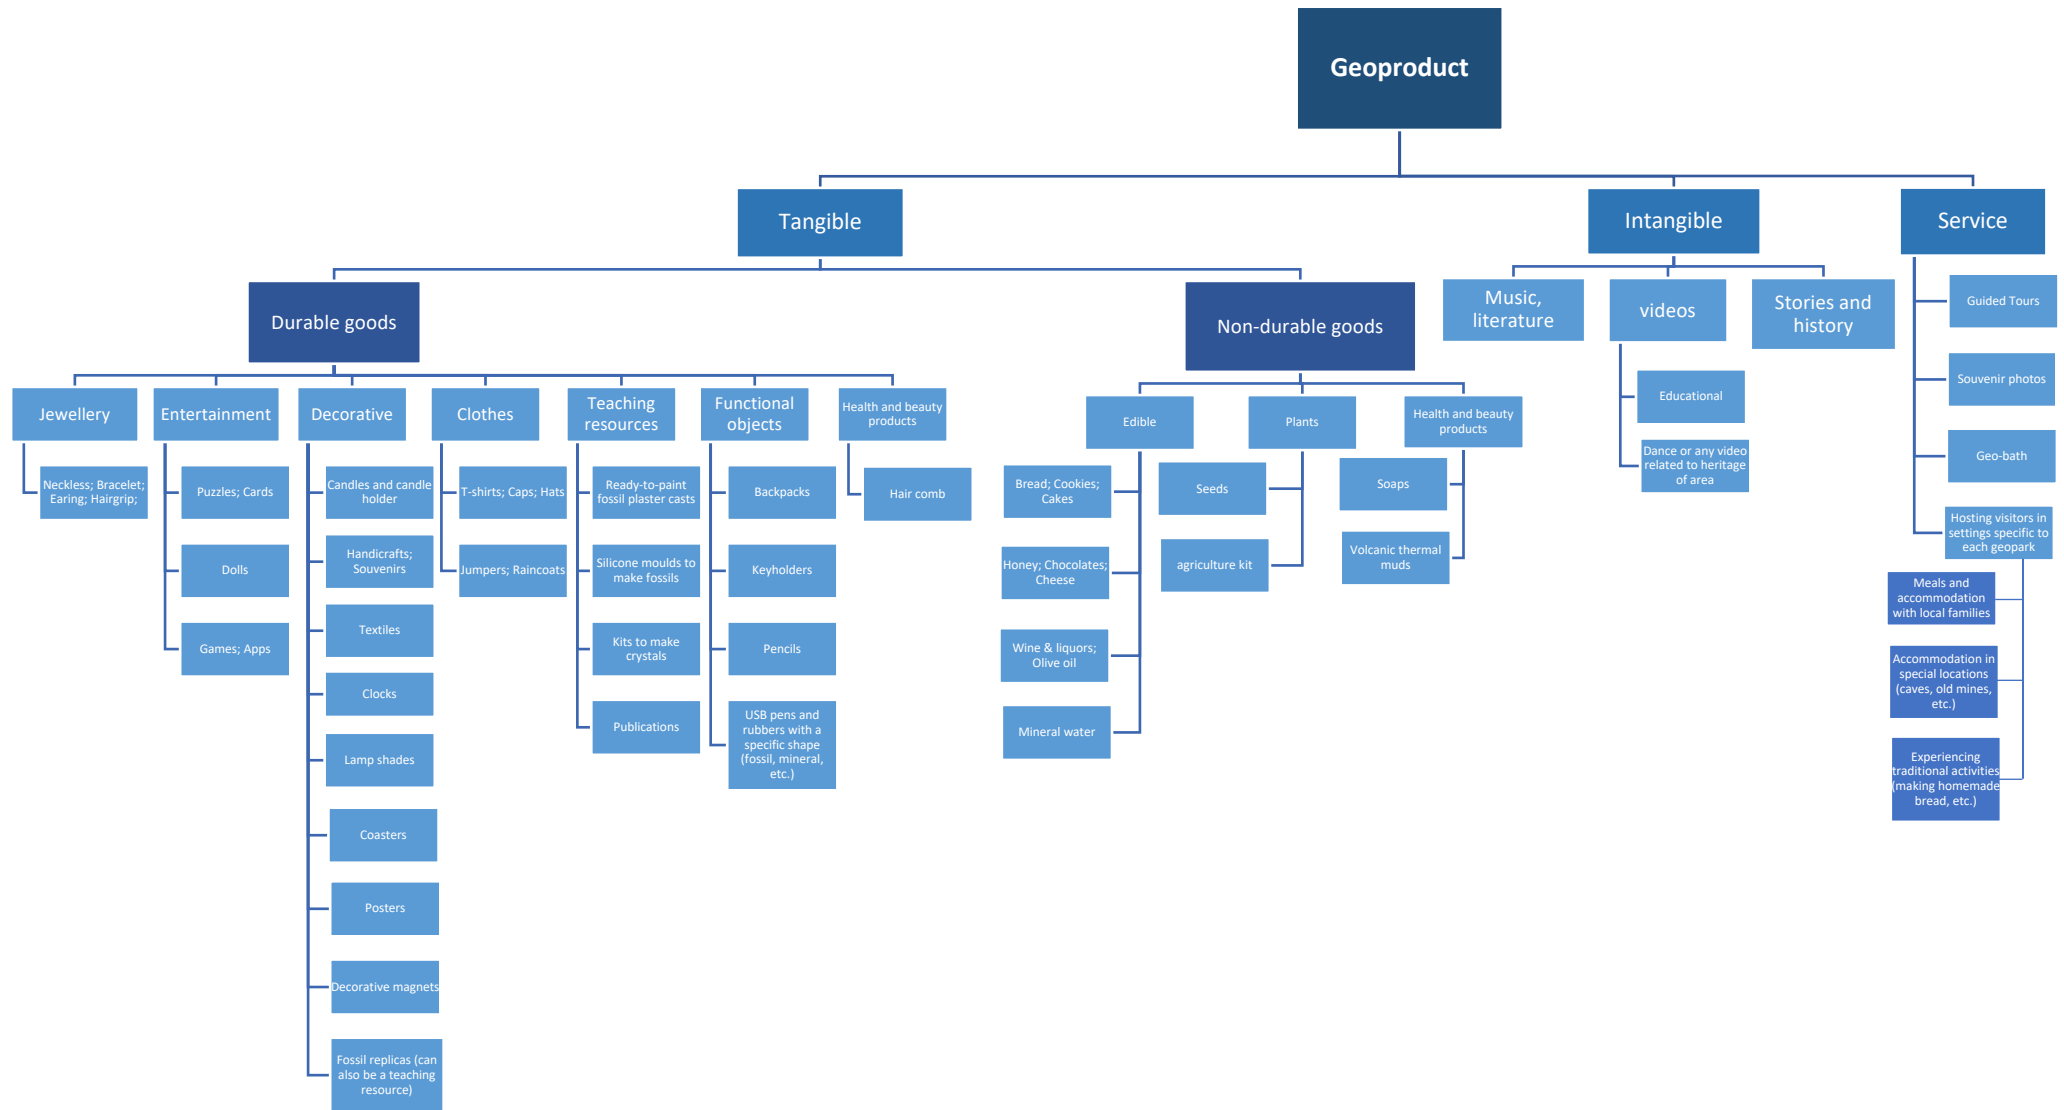 Geoproduct
Tangible
Intangible
Service
Durable goods
Non-durable goods
Music,
literature
videos
Stories and
history
Guided Tours
Souvenir photos
Geo-bath
Hosting visitors in
settings specific to
each geopark
Meals and
accommodation
with local families
Accommodation in
special locations
(caves, old mines,
etc.)
Experiencing
traditional activities
(making homemade
bread, etc.)
Educational
Dance or any video
related to heritage
of area
Jewellery
Neckless; Bracelet;
Earing; Hairgrip;
Entertainment
Puzzles; Cards
Dolls
Games; Apps
Decorative
Candles and candle
holder
Handicrafts;
Souvenirs
Textiles
Clocks
Lamp shades
Coasters
Posters
Decorative magnets
Fossil replicas (can
also be a teaching
resource)
Clothes
T-shirts; Caps; Hats
Jumpers; Raincoats
Teaching
resources
Ready-to-paint
fossil plaster casts
Silicone moulds to
make fossils
Kits to make
crystals
Publications
Functional
objects
Backpacks
Keyholders
Pencils
USB pens and
rubbers with a
specific shape
(fossil, mineral,
etc.)
Health and beauty
products
Hair comb
Edible
Bread; Cookies;
Cakes
Honey; Chocolates;
Cheese
Wine & liquors;
Olive oil
Mineral water
Plants
Seeds
agriculture kit
Health and beauty
products
Soaps
Volcanic thermal
muds